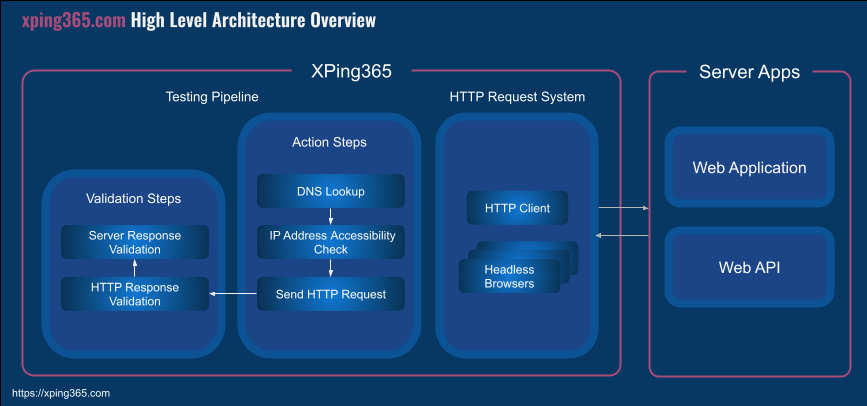 xping365.com High Level Architecture Overview
XPing365
Server Apps
Testing Pipeline
HTTP Request System
Action Steps
DNS Lookup
IP Address Accessibility
Check
Send HTTP Request
Validation Steps
Server Response
Validation
HTTP Response
Validation
HTTP Client
Headless
Browsers
Web Application
Web API
https://xping365.com